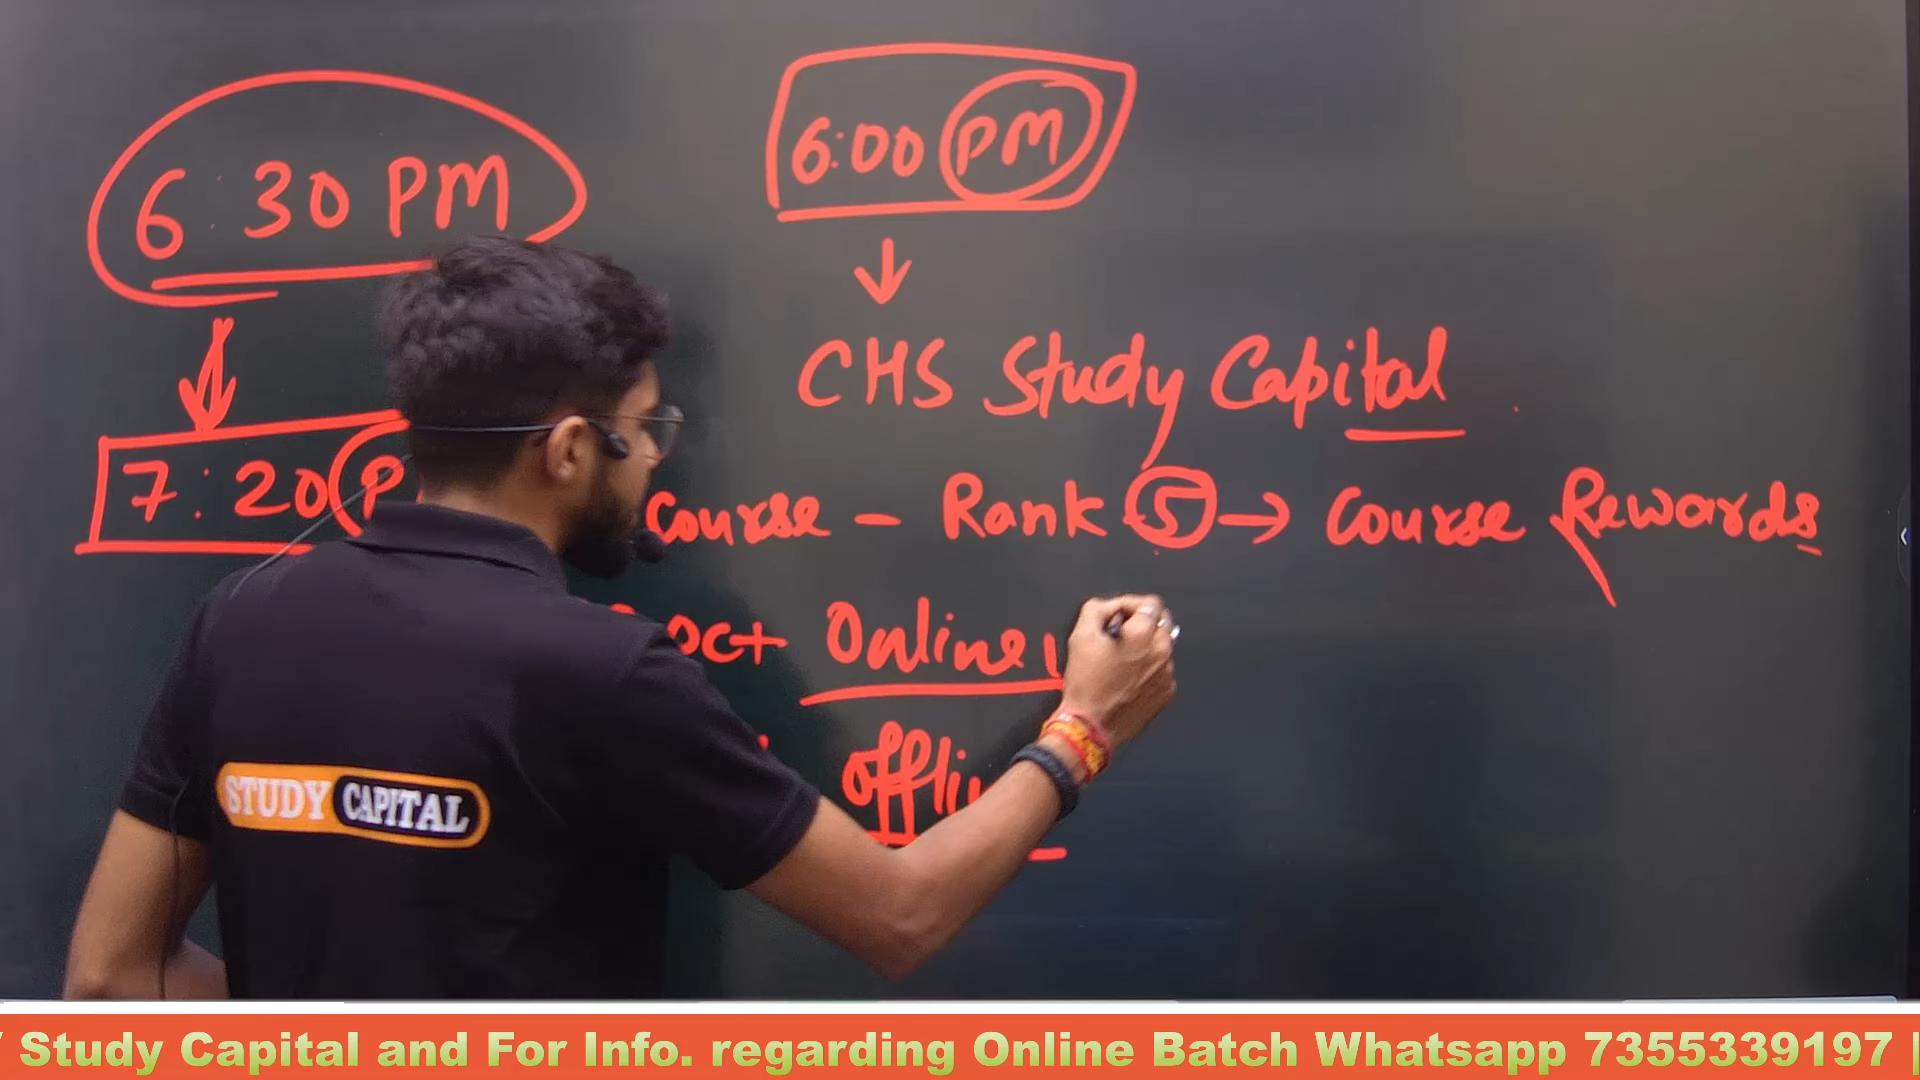 6:30 PM
7:20
6:00 PM
CHS Study Capital
Course - Rank 5 → Course Rewards
oct Online
STUDY CAPITAL
Study Capital and For Info. regarding Online Batch Whatsapp 7355339197 |